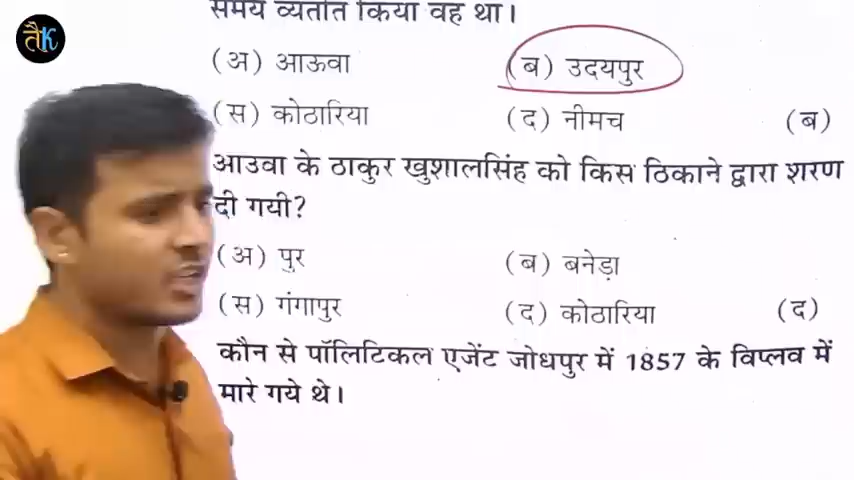 तैK
समय व्यतीत किया वह था।
(अ) आऊवा (ब) उदयपुर
(स) कोठारिया (द) नीमच (ब)
आउवा के ठाकुर खुशालसिंह को किस ठिकाने द्वारा शरण
दी गयी?
(अ) पुर (ब) बनेड़ा
(स) गंगापुर (द) कोठारिया (द)
कौन से पॉलिटिकल एजेंट जोधपुर में 1857 के विप्लव में
मारे गये थे।